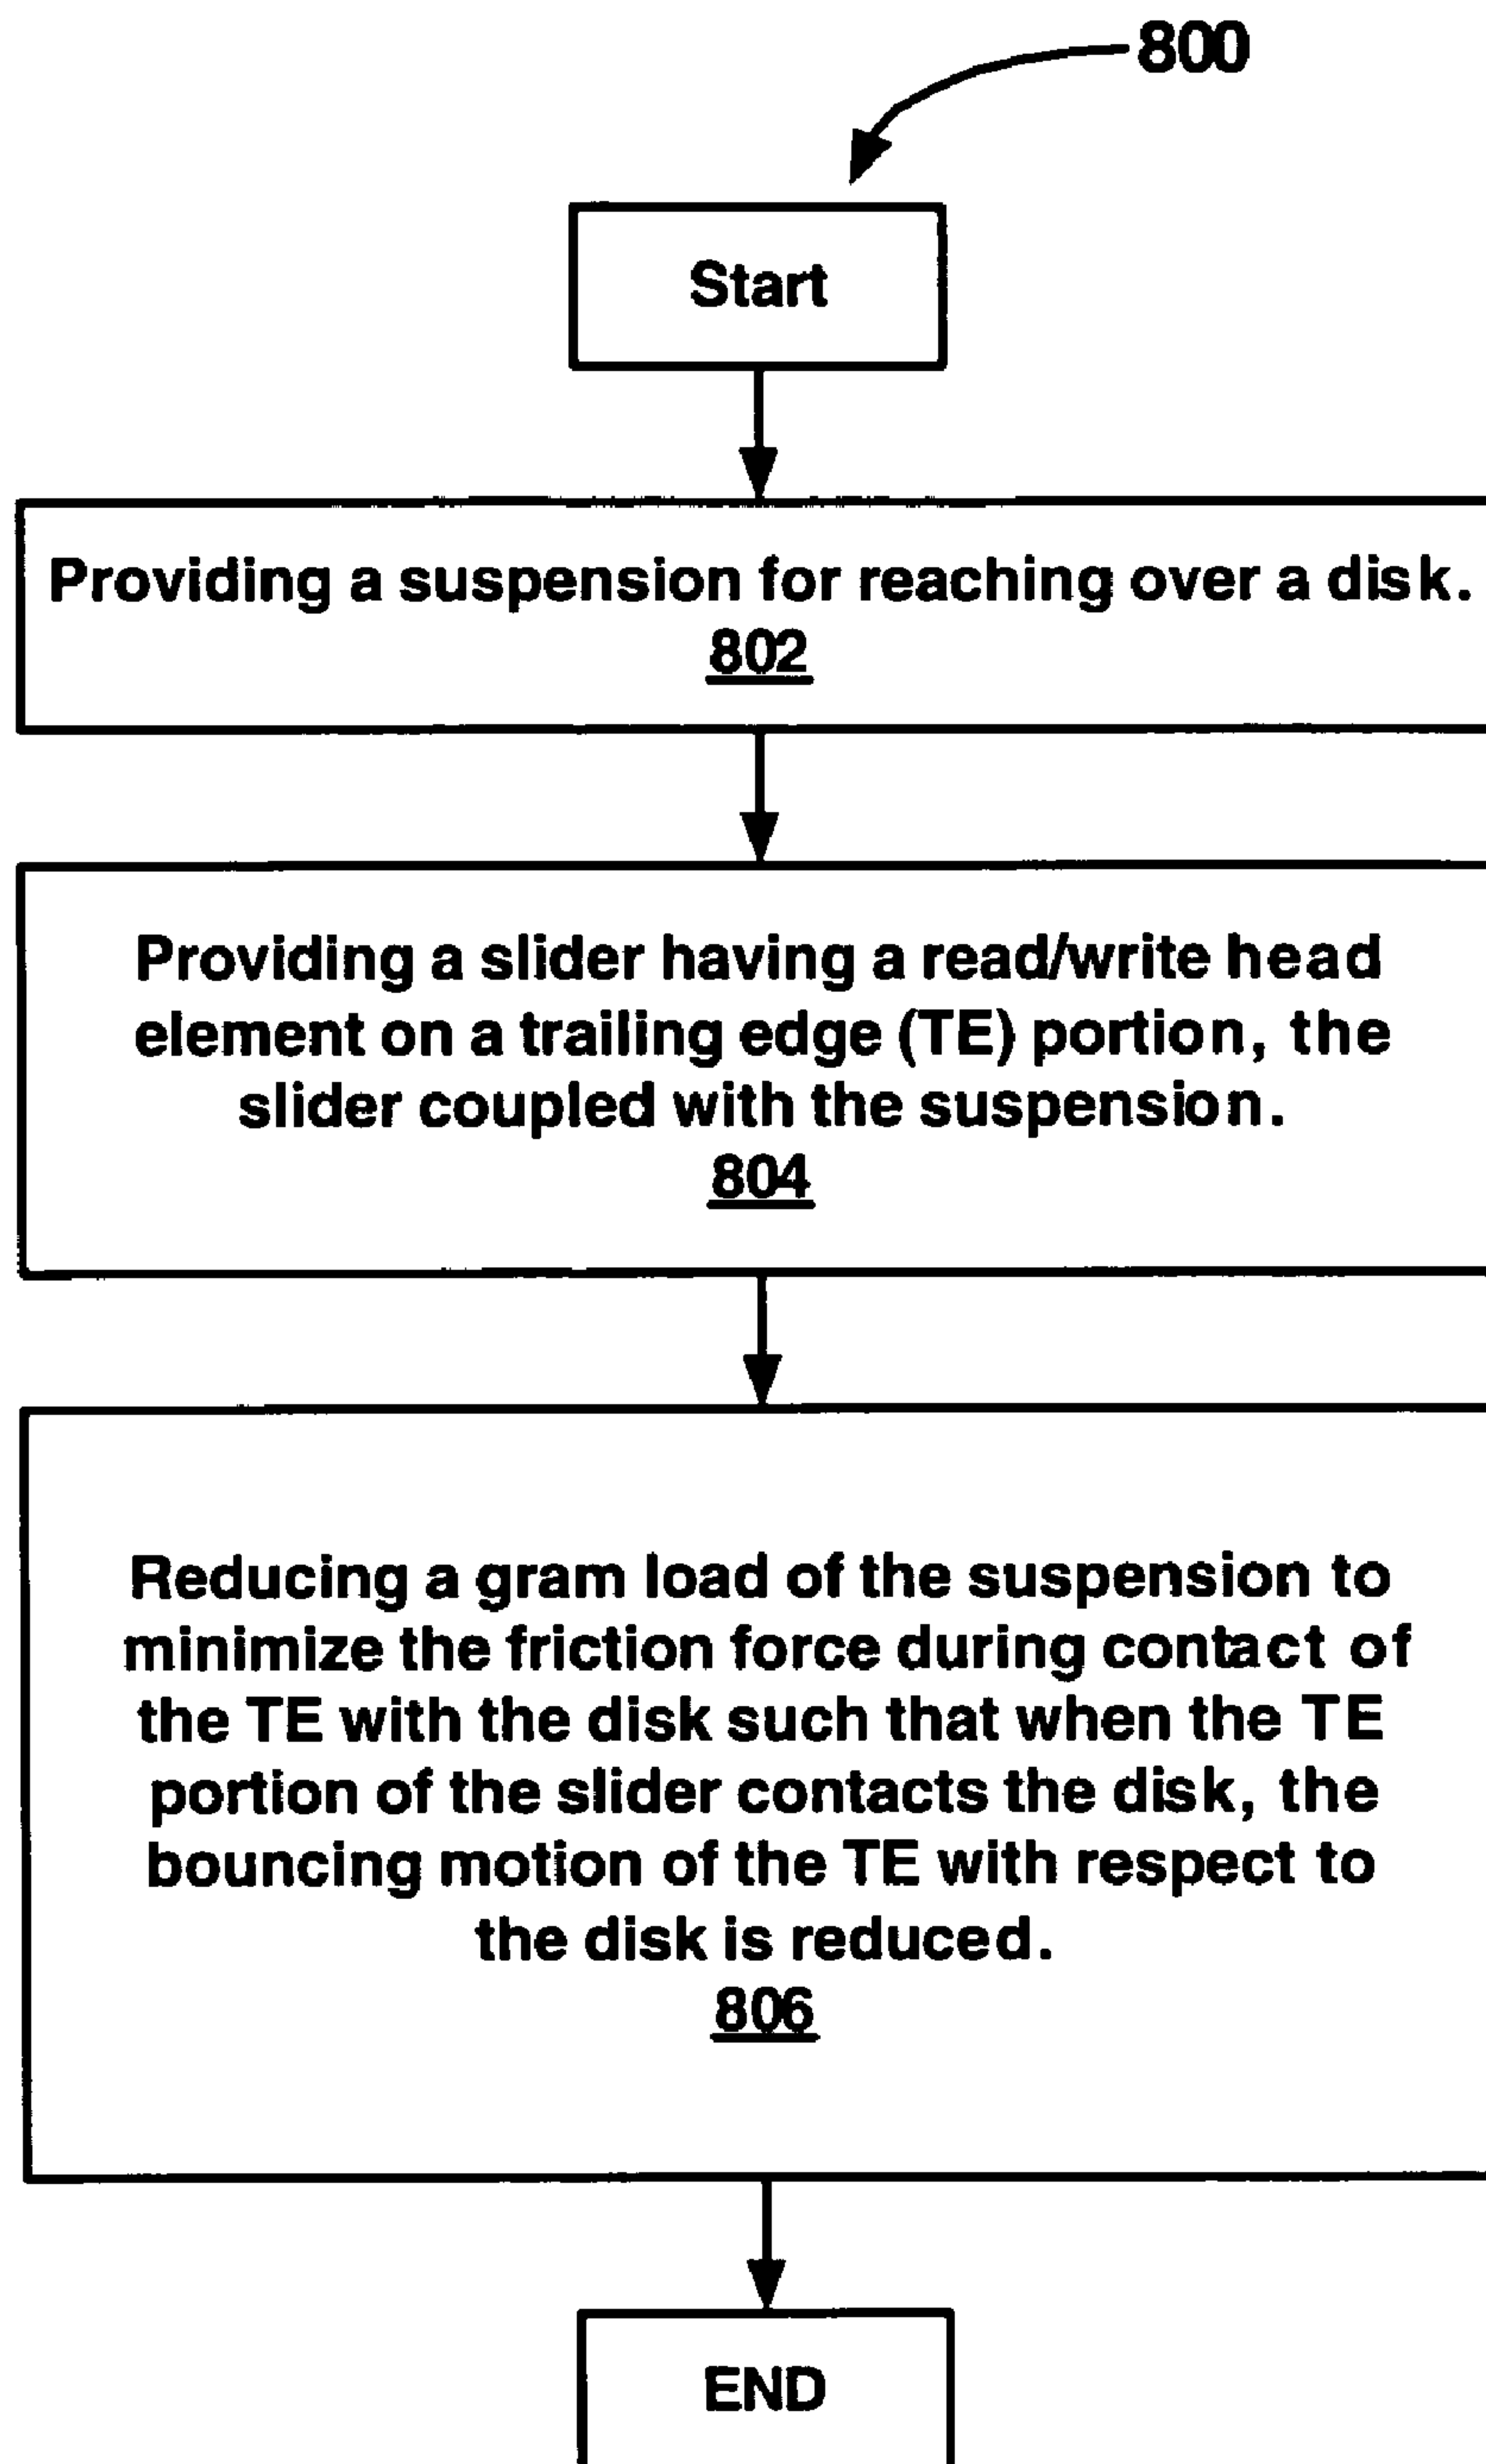 800
Start
Providing a suspension for reaching over a disk.
802
Providing a slider having a read/write head
element on a trailing edge (TE) portion, the
slider coupled with the suspension.
804
Reducing a gram load of the suspension to
minimize the friction force during contact of
the TE with the disk such that when the TE
portion of the slider contacts the disk, the
bouncing motion of the TE with respect to
the disk is reduced.
806
END